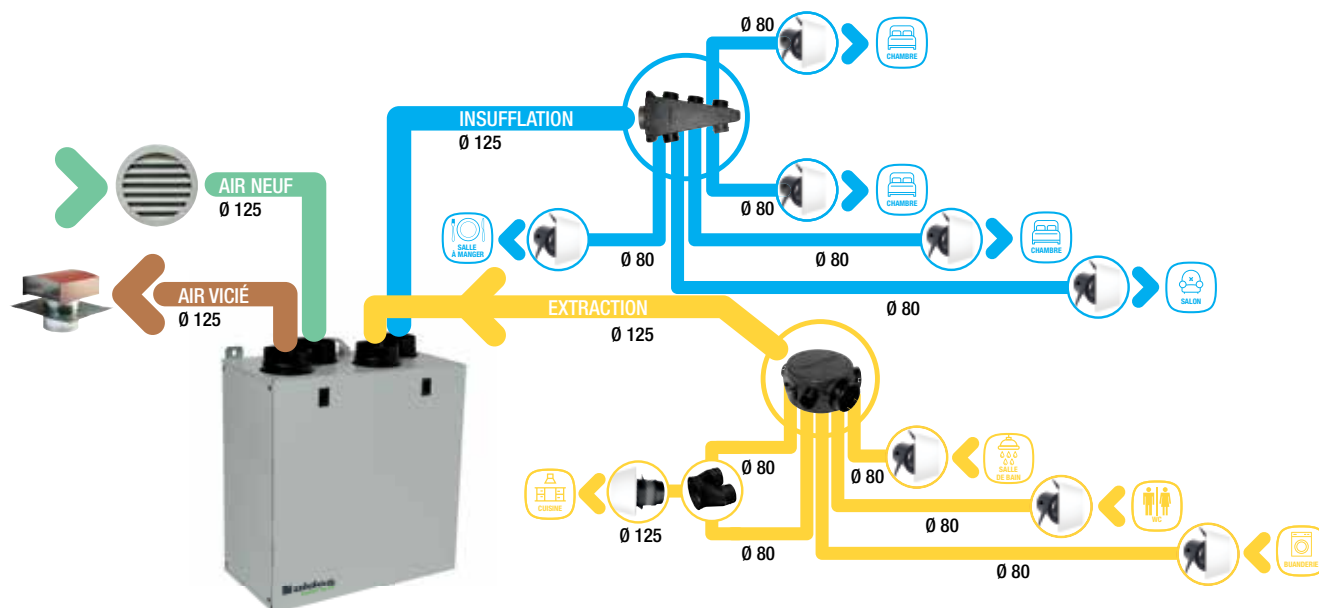 Ø 80
CHAMBRE
INSUFFLATION
Ø 125
AIR NEUF
Ø 125
Ø 80
CHAMBRE
SALLE
À MANGER
Ø 80
Ø 80
CHAMBRE
Ø 80
SALON
AIR VICIÉ
Ø 125
EXTRACTION
Ø 125
Ø 80
Ø 80
SALLE
DE BAIN
CUISINE
Ø 125
Ø 80
Ø 80
WC
Ø 80
BUANDERIE
aldes